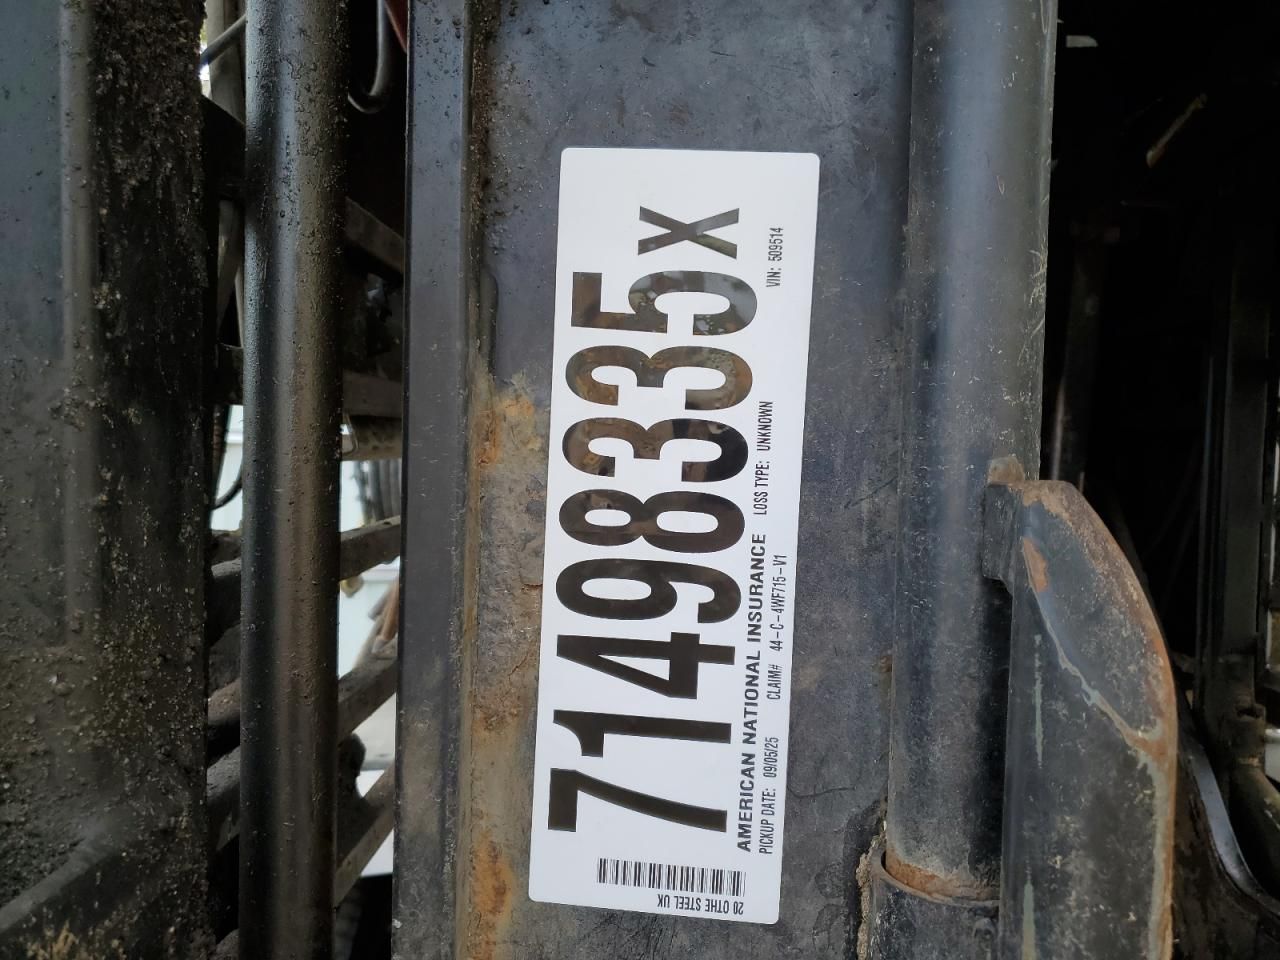 20 OTHE STEEL UK
71498335X
AMERICAN NATIONAL INSURANCE LOSS TYPE: UNKNOWN VIN: 509514
PICKUP DATE: 09/05/25 CLAIM# 44-C-4WF715-V1